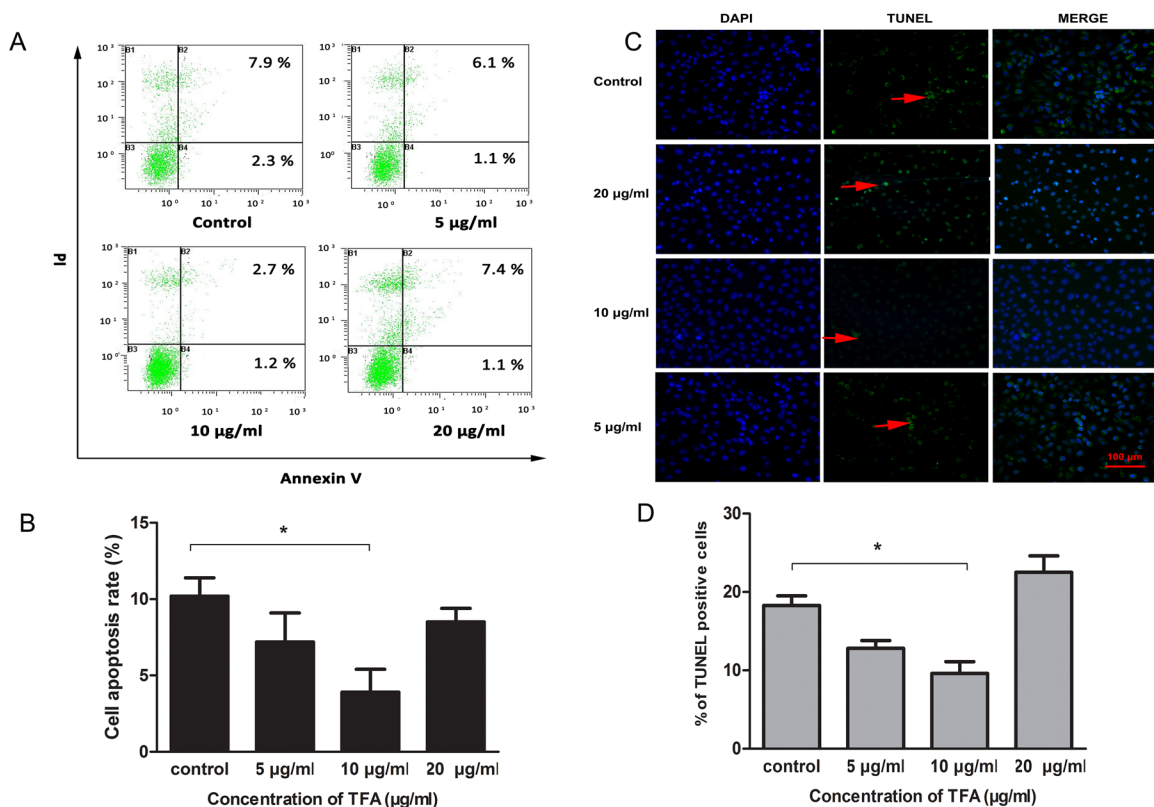 A
B1
B2
7.9 %
B3
B4
2.3 %
10³
10²
10¹
10⁰
10⁰
10¹
10²
10³
Control
B1
B2
6.1 %
B3
B4
1.1 %
10³
10²
10¹
10⁰
10⁰
10¹
10²
10³
5 µg/ml
B1
B2
2.7 %
B3
B4
1.2 %
10³
10²
10¹
10⁰
10⁰
10¹
10²
10³
10 µg/ml
B1
B2
7.4 %
B3
B4
1.1 %
10³
10²
10¹
10⁰
10⁰
10¹
10²
10³
20 µg/ml
PI
Annexin V
C
DAPI TUNEL MERGE
Control
20 µg/ml
10 µg/ml
5 µg/ml
100 µm
B
Cell apoptosis rate (%)
15
10
5
0
*
control 5 µg/ml 10 µg/ml 20 µg/ml
Concentration of TFA (µg/ml)
D
% of TUNEL positive cells
30
20
10
0
*
control 5 µg/ml 10 µg/ml 20 µg/ml
Concentration of TFA (µg/ml)